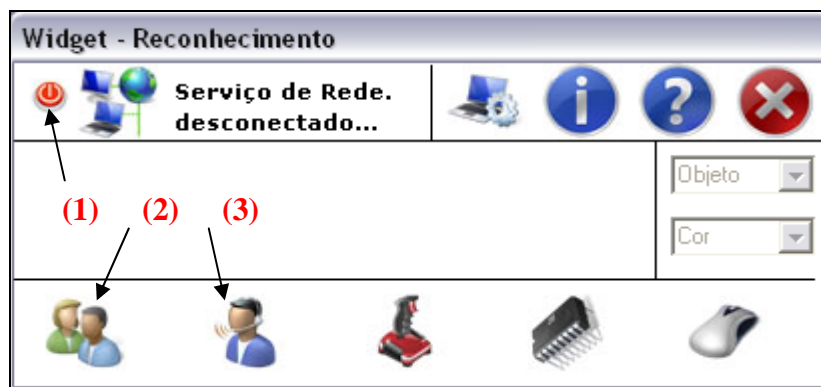 Widget - Reconhecimento
Serviço de Rede.
desconectado...
Objeto
(1) (2) (3)
Cor